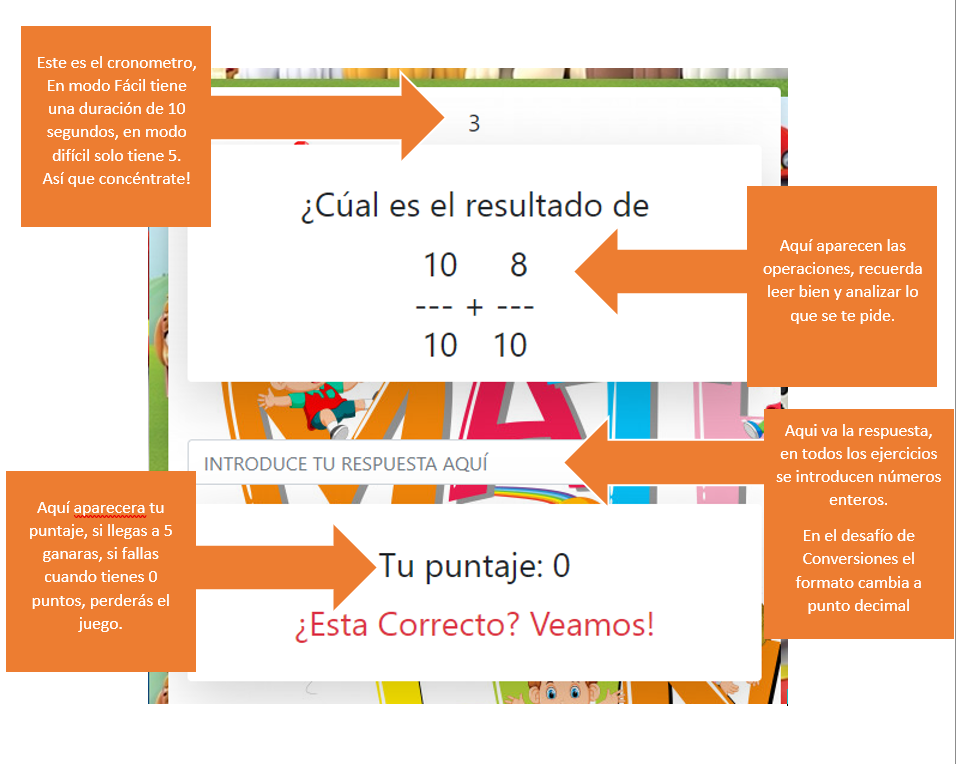 Este es el cronometro,
En modo Fácil tiene
una duración de 10
segundos, en modo
difícil solo tiene 5.
Así que concéntrate!
3
¿Cúal es el resultado de
10 8
--- + ---
10 10
Aquí aparecen las
operaciones, recuerda
leer bien y analizar lo
que se te pide.
INTRODUCE TU RESPUESTA AQUÍ
Aqui va la respuesta,
en todos los ejercicios
se introducen números
enteros.
En el desafío de
Conversiones el
formato cambia a
punto decimal
Aquí aparecera tu
puntaje, si llegas a 5
ganaras, si fallas
cuando tienes 0
puntos, perderás el
juego.
Tu puntaje: 0
¿Esta Correcto? Veamos!